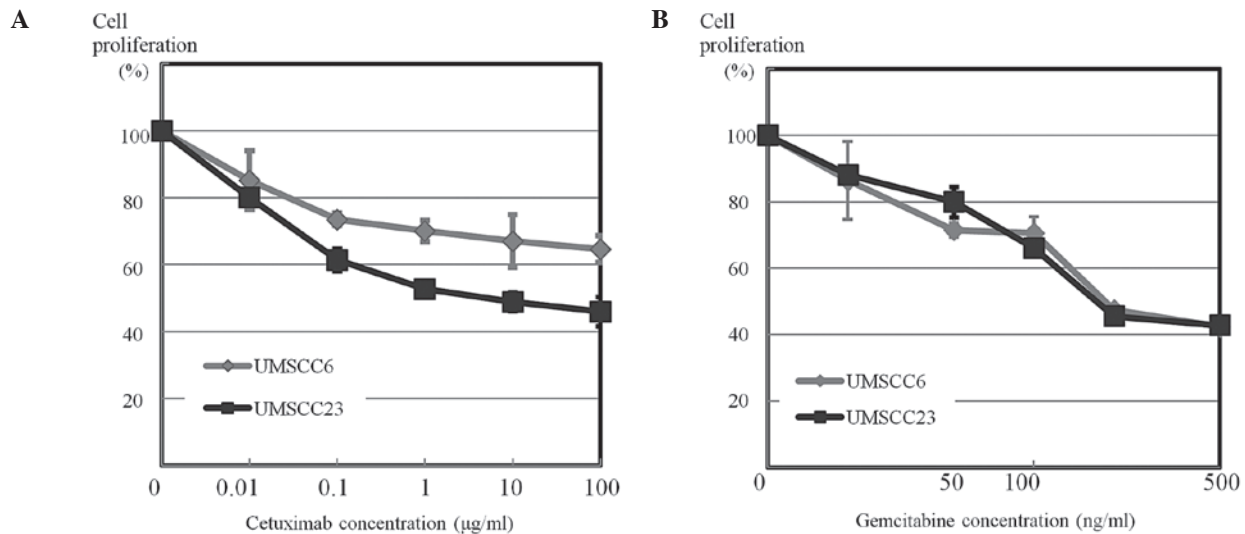 A
Cell
proliferation
(%)
100
80
60
40
20
UMSCC6
UMSCC23
0 0.01 0.1 1 10 100
Cetuximab concentration (μg/ml)
B
Cell
proliferation
(%)
100
80
60
40
20
UMSCC6
UMSCC23
0 50 100 500
Gemcitabine concentration (ng/ml)